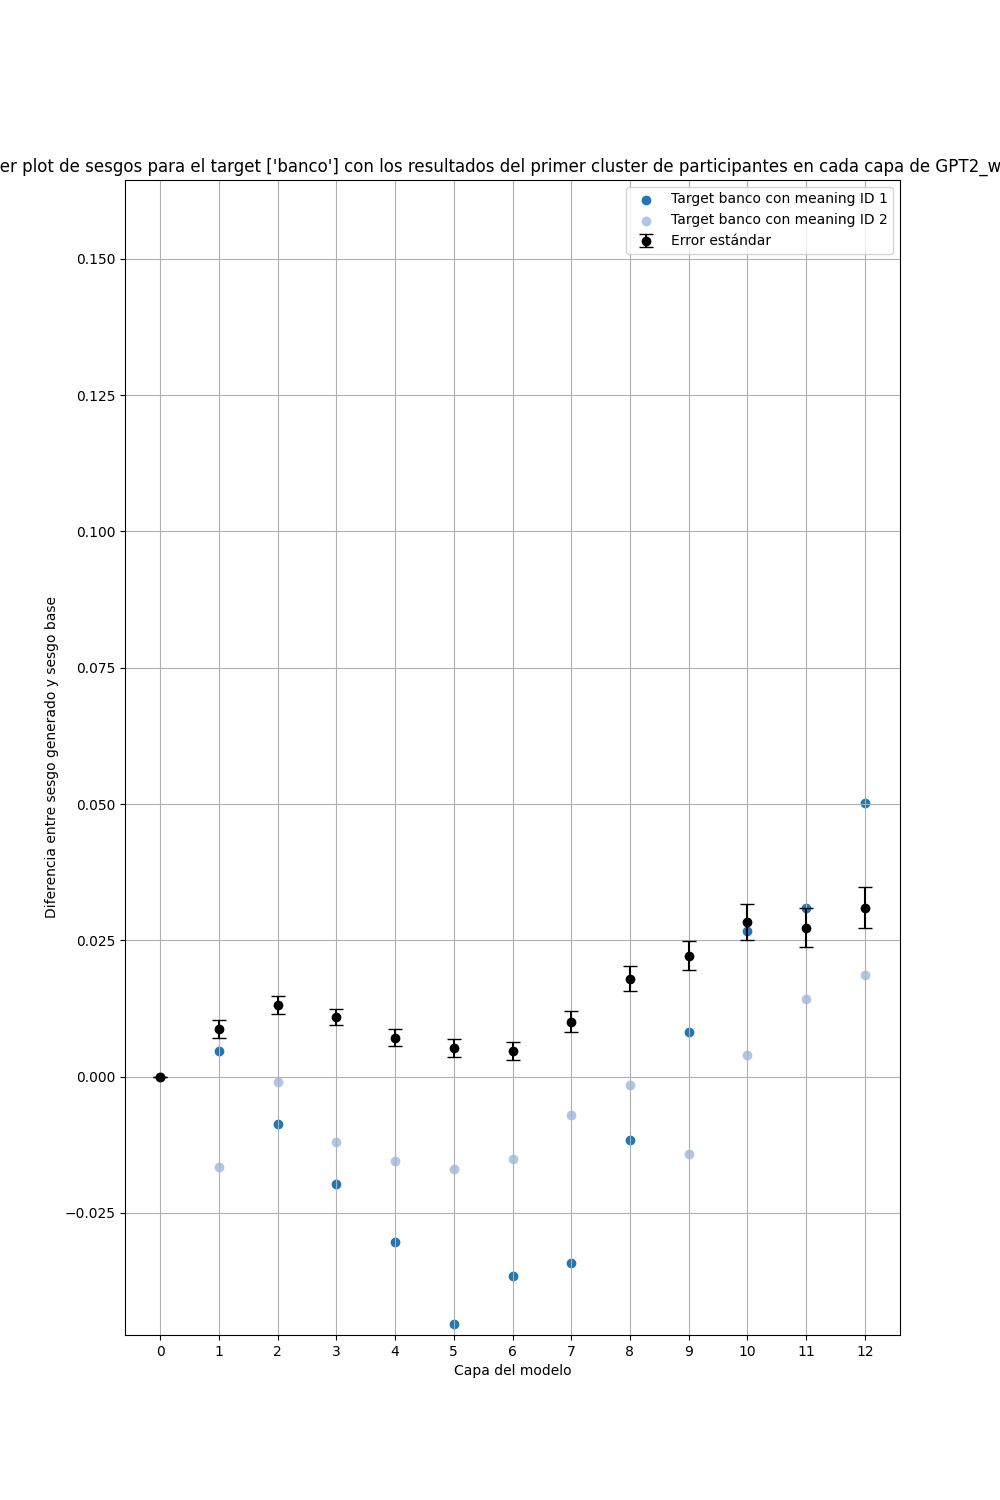 er plot de sesgos para el target ['banco'] con los resultados del primer cluster de participantes en cada capa de GPT2_w
Target banco con meaning ID 1
Target banco con meaning ID 2
Error estándar
0.150
0.125
0.100
0.075
0.050
0.025
0.000
−0.025
Diferencia entre sesgo generado y sesgo base
0 1 2 3 4 5 6 7 8 9 10 11 12
Capa del modelo